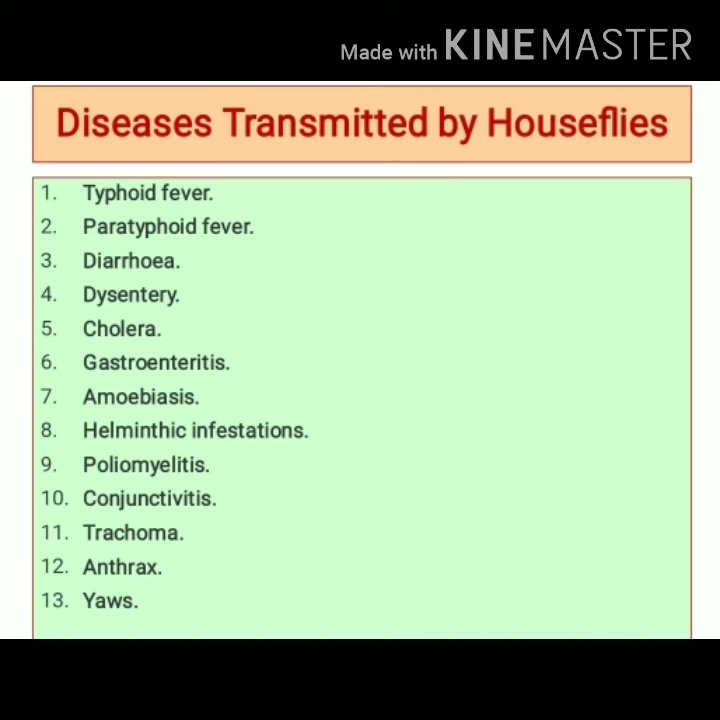 Made with KINEMASTER
Diseases Transmitted by Houseflies
1. Typhoid fever.
2. Paratyphoid fever.
3. Diarrhoea.
4. Dysentery.
5. Cholera.
6. Gastroenteritis.
7. Amoebiasis.
8. Helminthic infestations.
9. Poliomyelitis.
10. Conjunctivitis.
11. Trachoma.
12. Anthrax.
13. Yaws.